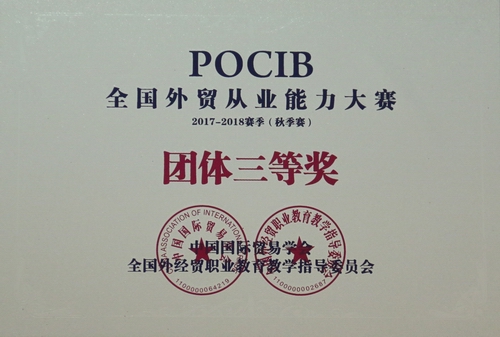 POCIB
全国外贸从业能力大赛
2017-2018赛季(秋季赛)
团体三等奖
中国国际贸易学会
全国外经贸职业教育教学指导委员会
1100000064219
1100000002687